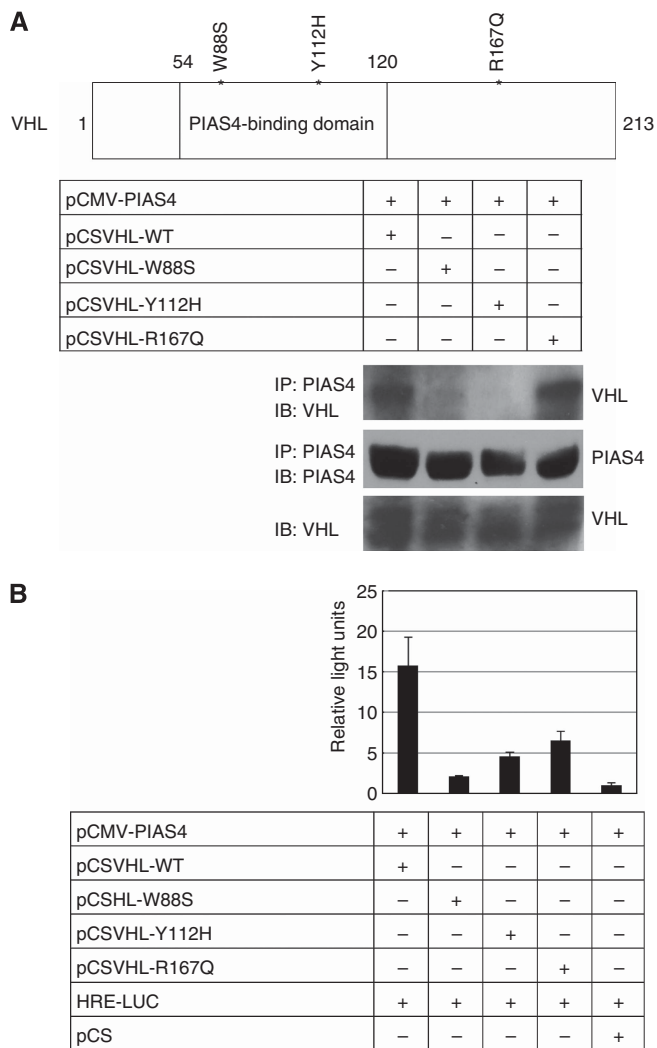 A
54 W88S Y112H 120 R167Q
* * *
VHL 1 PIAS4-binding domain 213
pCMV-PIAS4 + + + +
pCSVHL-WT + – – –
pCSVHL-W88S – + – –
pCSVHL-Y112H – – + –
pCSVHL-R167Q – – – +
IP: PIAS4
IB: VHL
VHL
IP: PIAS4
IB: PIAS4
PIAS4
IB: VHL
VHL
B
Relative light units
25
20
15
10
5
0
pCMV-PIAS4 + + + + +
pCSVHL-WT + – – – –
pCSHL-W88S – + – – –
pCSVHL-Y112H – – + – –
pCSVHL-R167Q – – – + –
HRE-LUC + + + + +
pCS – – – – +